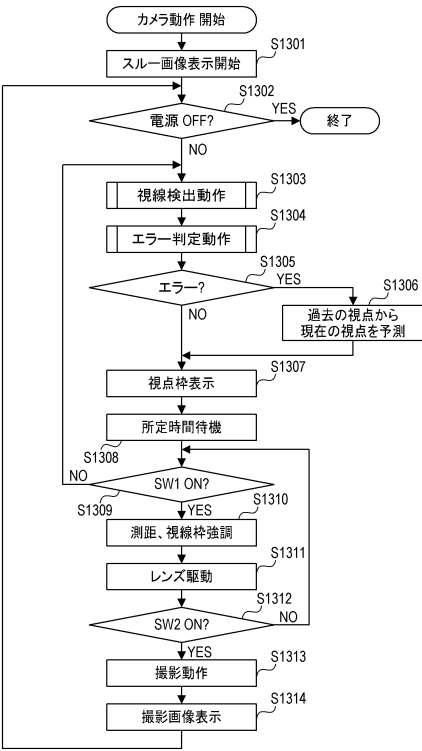 カメラ動作 開始
S1301
スルー画像表示開始
S1302
電源 OFF?
YES
終了
NO
S1303
視線検出動作
S1304
エラー判定動作
S1305
エラー?
YES
S1306
過去の視点から
現在の視点を予測
NO
S1307
視点枠表示
所定時間待機
S1308
NO
SW1 ON?
S1309
YES
S1310
測距、視線枠強調
S1311
レンズ駆動
S1312
SW2 ON?
NO
YES
S1313
撮影動作
S1314
撮影画像表示